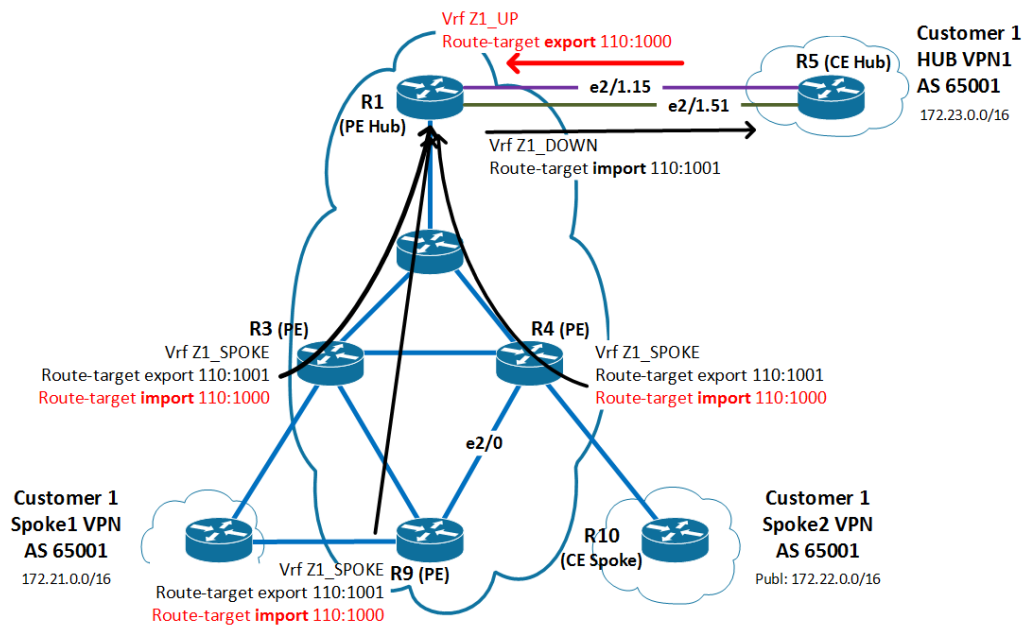 Vrf Z1_UP
Route-target export 110:1000
Customer 1
HUB VPN1
AS 65001
172.23.0.0/16
R5 (CE Hub)
R1
(PE Hub)
e2/1.15
e2/1.51
Vrf Z1_DOWN
Route-target import 110:1001
R3 (PE)
R4 (PE)
Vrf Z1_SPOKE
Route-target export 110:1001
Route-target import 110:1000
Vrf Z1_SPOKE
Route-target export 110:1001
Route-target import 110:1000
e2/0
Customer 1
Spoke1 VPN
AS 65001
172.21.0.0/16
R9 (PE)
Vrf Z1_SPOKE
Route-target export 110:1001
Route-target import 110:1000
R10
(CE Spoke)
Customer 1
Spoke2 VPN
AS 65001
Publ: 172.22.0.0/16